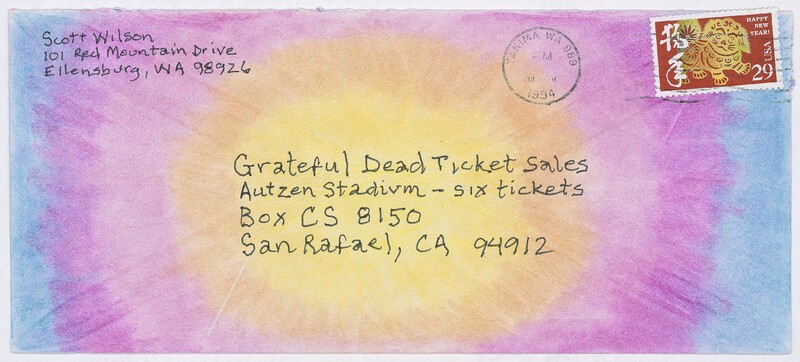 Scott Wilson
101 Red Mountain Drive
Ellensburg, WA 98926
YAKIMA WA 989
PM
1994
HAPPY
NEW
YEAR!
USA
29
Grateful Dead Ticket Sales
Autzen Stadium - six tickets
Box CS 8150
San Rafael, CA 94912